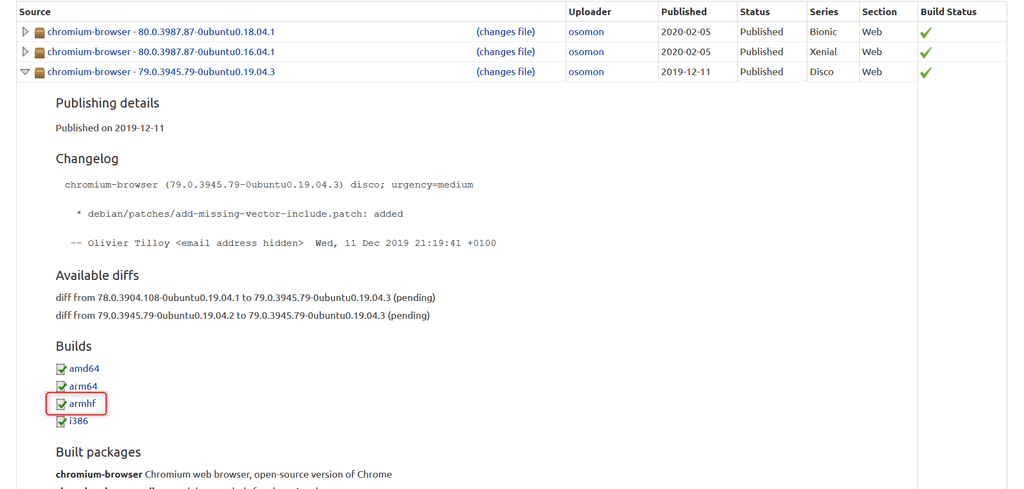 Source Uploader Published Status Series Section Build Status
chromium-browser - 80.0.3987.87-0ubuntu0.18.04.1 (changes file) osomon 2020-02-05 Published Bionic Web
chromium-browser - 80.0.3987.87-0ubuntu0.16.04.1 (changes file) osomon 2020-02-05 Published Xenial Web
chromium-browser - 79.0.3945.79-0ubuntu0.19.04.3 (changes file) osomon 2019-12-11 Published Disco Web
Publishing details
Published on 2019-12-11
Changelog
chromium-browser (79.0.3945.79-0ubuntu0.19.04.3) disco; urgency=medium
* debian/patches/add-missing-vector-include.patch: added
-- Olivier Tilloy <email address hidden>  Wed, 11 Dec 2019 21:19:41 +0100
Available diffs
diff from 78.0.3904.108-0ubuntu0.19.04.1 to 79.0.3945.79-0ubuntu0.19.04.3 (pending)
diff from 79.0.3945.79-0ubuntu0.19.04.2 to 79.0.3945.79-0ubuntu0.19.04.3 (pending)
Builds
amd64
arm64
armhf
i386
Built packages
chromium-browser Chromium web browser, open-source version of Chrome